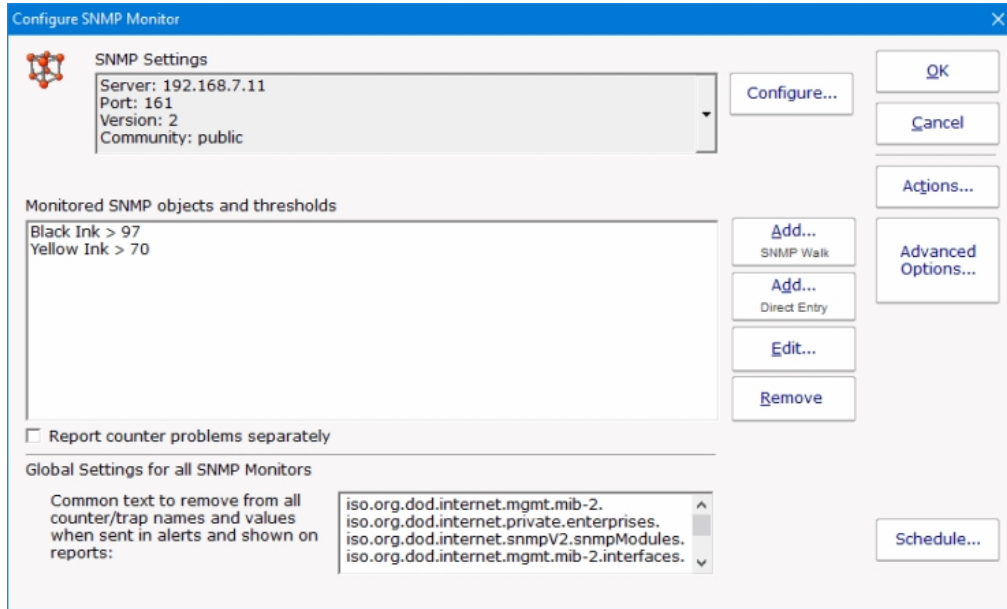 Configure SNMP Monitor
SNMP Settings
Server: 192.168.7.11
Port: 161
Version: 2
Community: public
Configure...
OK
Cancel
Actions...
Advanced
Options...
Monitored SNMP objects and thresholds
Black Ink > 97
Yellow Ink > 70
Add...
SNMP Walk
Add...
Direct Entry
Edit...
Remove
Report counter problems separately
Global Settings for all SNMP Monitors
Common text to remove from all
counter/trap names and values
when sent in alerts and shown on
reports:
iso.org.dod.internet.mgmt.mib-2.
iso.org.dod.internet.private.enterprises.
iso.org.dod.internet.snmpV2.snmpModules.
iso.org.dod.internet.mgmt.mib-2.interfaces.
Schedule...